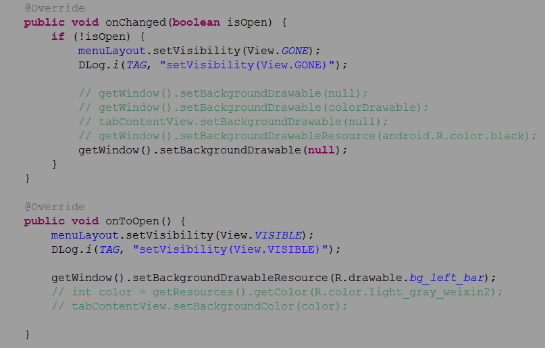 @Override
public void onChanged(boolean isOpen) {
if (!isOpen) {
menuLayout.setVisibility(View.GONE);
DLog.i(TAG, "setVisibility(View.GONE)");
// getWindow().setBackgroundDrawable(null);
// getWindow().setBackgroundDrawable(colorDrawable);
// tabContentView.setBackgroundDrawable(null);
// getWindow().setBackgroundDrawableResource(android.R.color.black);
getWindow().setBackgroundDrawable(null);
}
}
@Override
public void onToOpen() {
menuLayout.setVisibility(View.VISIBLE);
DLog.i(TAG, "setVisibility(View.VISIBLE)");
getWindow().setBackgroundDrawableResource(R.drawable.bg_left_bar);
// int color = getResources().getColor(R.color.light_gray_weixin2);
// tabContentView.setBackgroundColor(color);
}